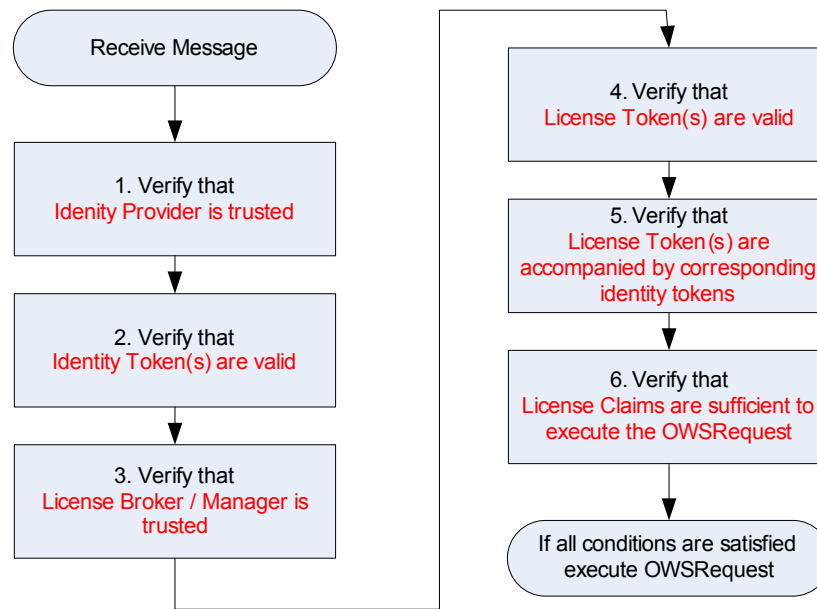 Receive Message
1. Verify that
Idenity Provider is trusted
2. Verify that
Identity Token(s) are valid
3. Verify that
License Broker / Manager is
trusted
4. Verify that
License Token(s) are valid
5. Verify that
License Token(s) are
accompanied by corresponding
identity tokens
6. Verify that
License Claims are sufficient to
execute the OWSRequest
If all conditions are satisfied
execute OWSRequest